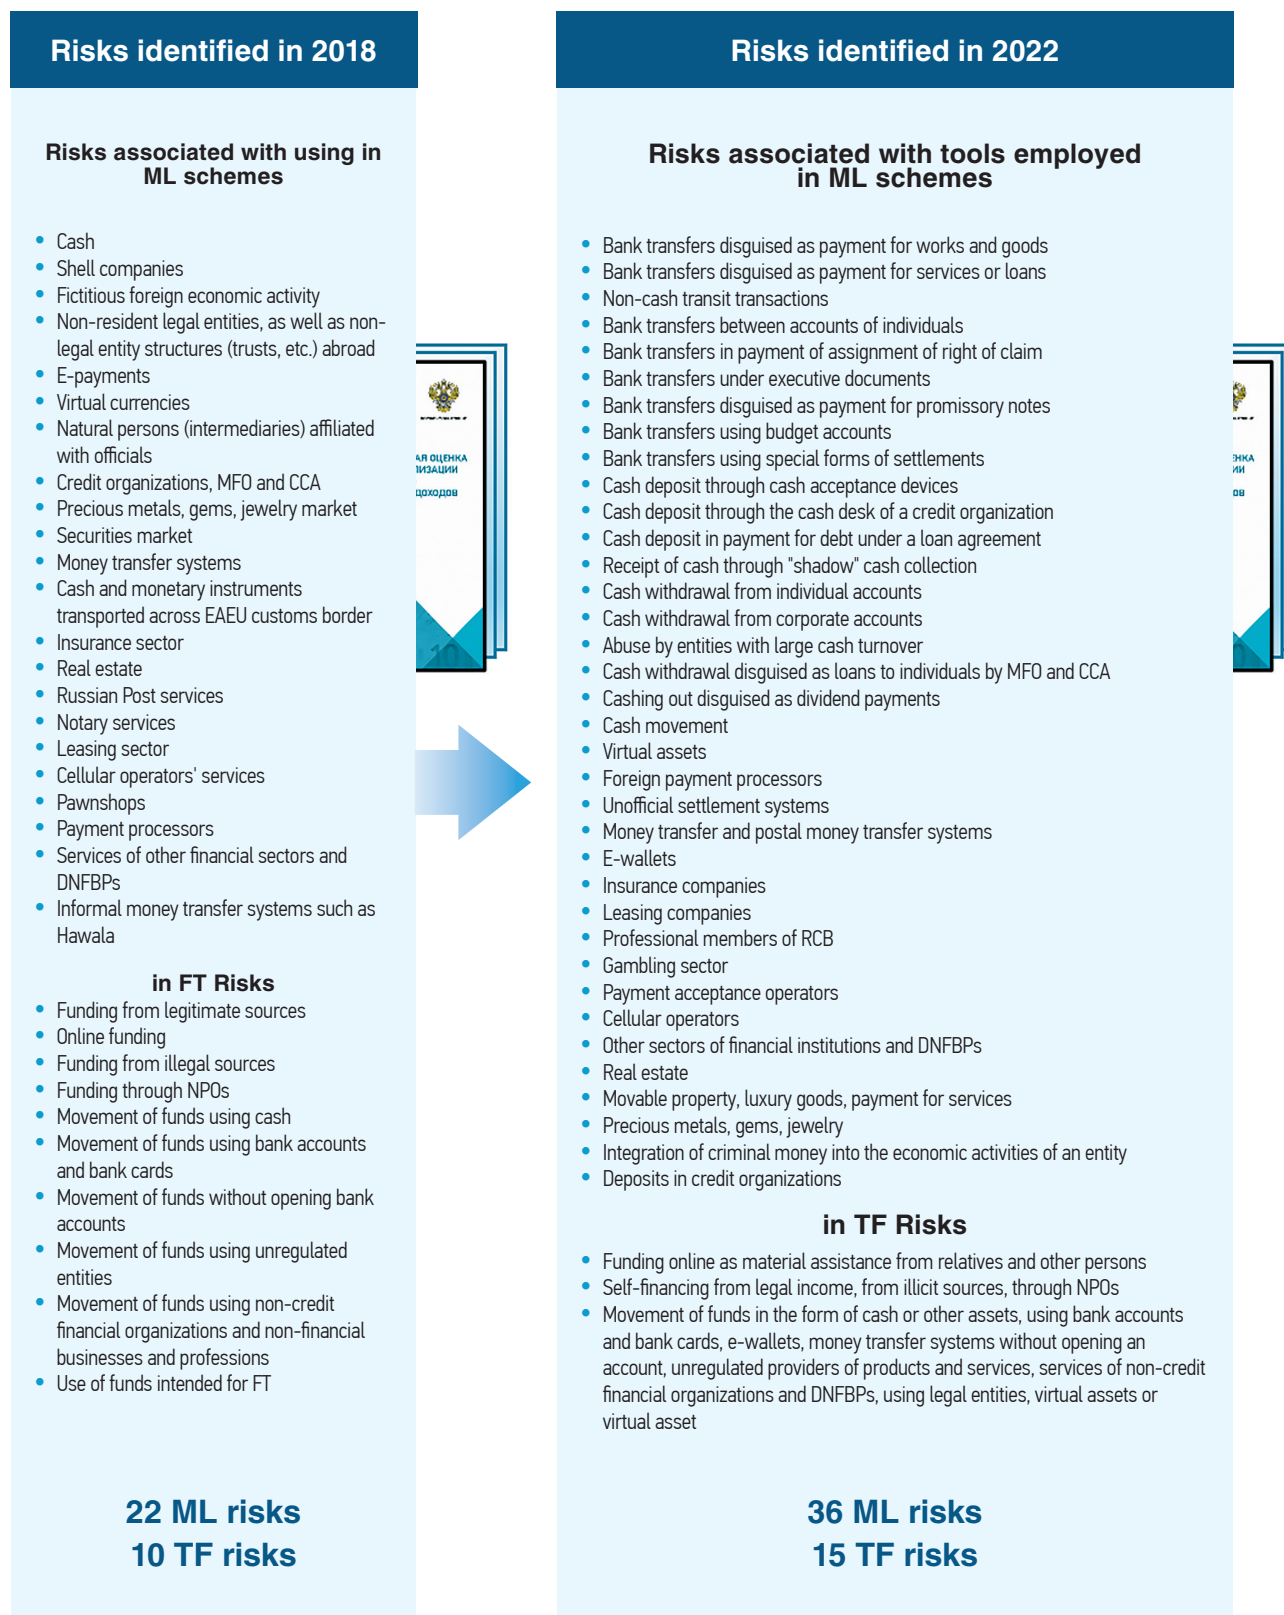 Risks identified in 2018
Risks associated with using in
ML schemes
• Cash
• Shell companies
• Fictitious foreign economic activity
• Non-resident legal entities, as well as non-
legal entity structures (trusts, etc.) abroad
• E-payments
• Virtual currencies
• Natural persons (intermediaries) affiliated
with officials
• Credit organizations, MFO and CCA
• Precious metals, gems, jewelry market
• Securities market
• Money transfer systems
• Cash and monetary instruments
transported across EAEU customs border
• Insurance sector
• Real estate
• Russian Post services
• Notary services
• Leasing sector
• Cellular operators' services
• Pawnshops
• Payment processors
• Services of other financial sectors and
DNFBPs
• Informal money transfer systems such as
Hawala
in FT Risks
• Funding from legitimate sources
• Online funding
• Funding from illegal sources
• Funding through NPOs
• Movement of funds using cash
• Movement of funds using bank accounts
and bank cards
• Movement of funds without opening bank
accounts
• Movement of funds using unregulated
entities
• Movement of funds using non-credit
financial organizations and non-financial
businesses and professions
• Use of funds intended for FT
22 ML risks
10 TF risks
АЯ ОЦЕНКА
ИЗАЦИИ
ДОХОДОВ
Risks identified in 2022
Risks associated with tools employed
in ML schemes
• Bank transfers disguised as payment for works and goods
• Bank transfers disguised as payment for services or loans
• Non-cash transit transactions
• Bank transfers between accounts of individuals
• Bank transfers in payment of assignment of right of claim
• Bank transfers under executive documents
• Bank transfers disguised as payment for promissory notes
• Bank transfers using budget accounts
• Bank transfers using special forms of settlements
• Cash deposit through cash acceptance devices
• Cash deposit through the cash desk of a credit organization
• Cash deposit in payment for debt under a loan agreement
• Receipt of cash through "shadow" cash collection
• Cash withdrawal from individual accounts
• Cash withdrawal from corporate accounts
• Abuse by entities with large cash turnover
• Cash withdrawal disguised as loans to individuals by MFO and CCA
• Cashing out disguised as dividend payments
• Cash movement
• Virtual assets
• Foreign payment processors
• Unofficial settlement systems
• Money transfer and postal money transfer systems
• E-wallets
• Insurance companies
• Leasing companies
• Professional members of RCB
• Gambling sector
• Payment acceptance operators
• Cellular operators
• Other sectors of financial institutions and DNFBPs
• Real estate
• Movable property, luxury goods, payment for services
• Precious metals, gems, jewelry
• Integration of criminal money into the economic activities of an entity
• Deposits in credit organizations
in TF Risks
• Funding online as material assistance from relatives and other persons
• Self-financing from legal income, from illicit sources, through NPOs
• Movement of funds in the form of cash or other assets, using bank accounts
and bank cards, e-wallets, money transfer systems without opening an
account, unregulated providers of products and services, services of non-credit
financial organizations and DNFBPs, using legal entities, virtual assets or
virtual asset
36 ML risks
15 TF risks
ЕНКА
ИИ
ОВ